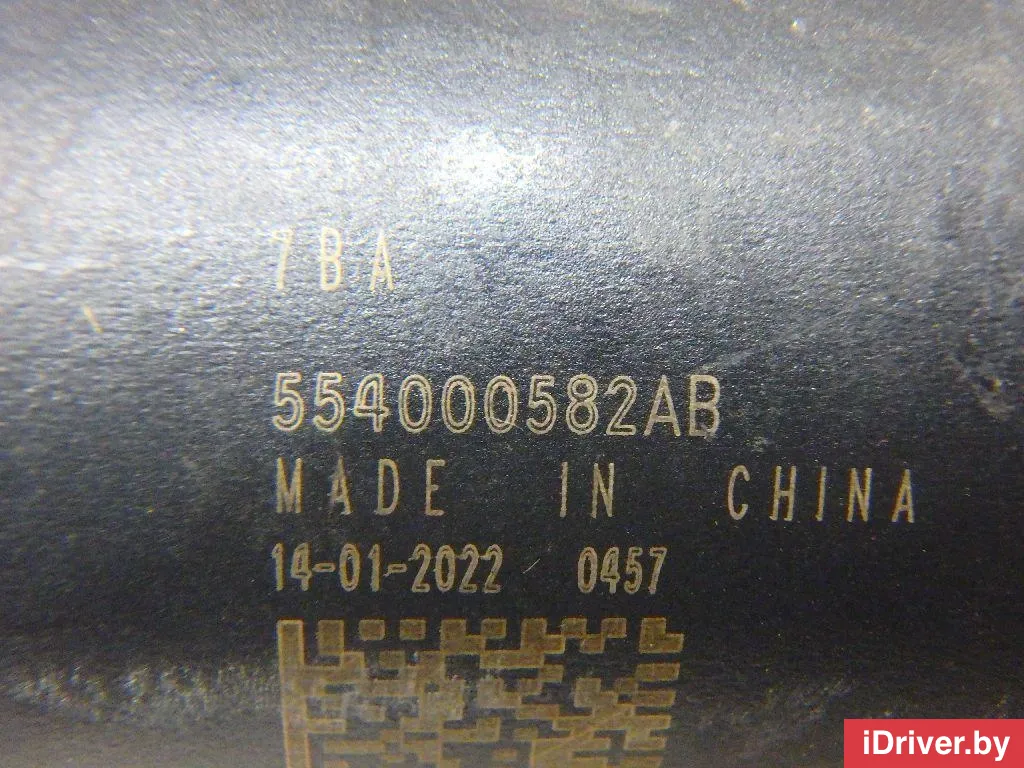 7BA
554000582AB
MADE IN CHINA
14-01-2022 0457
iDriver.by